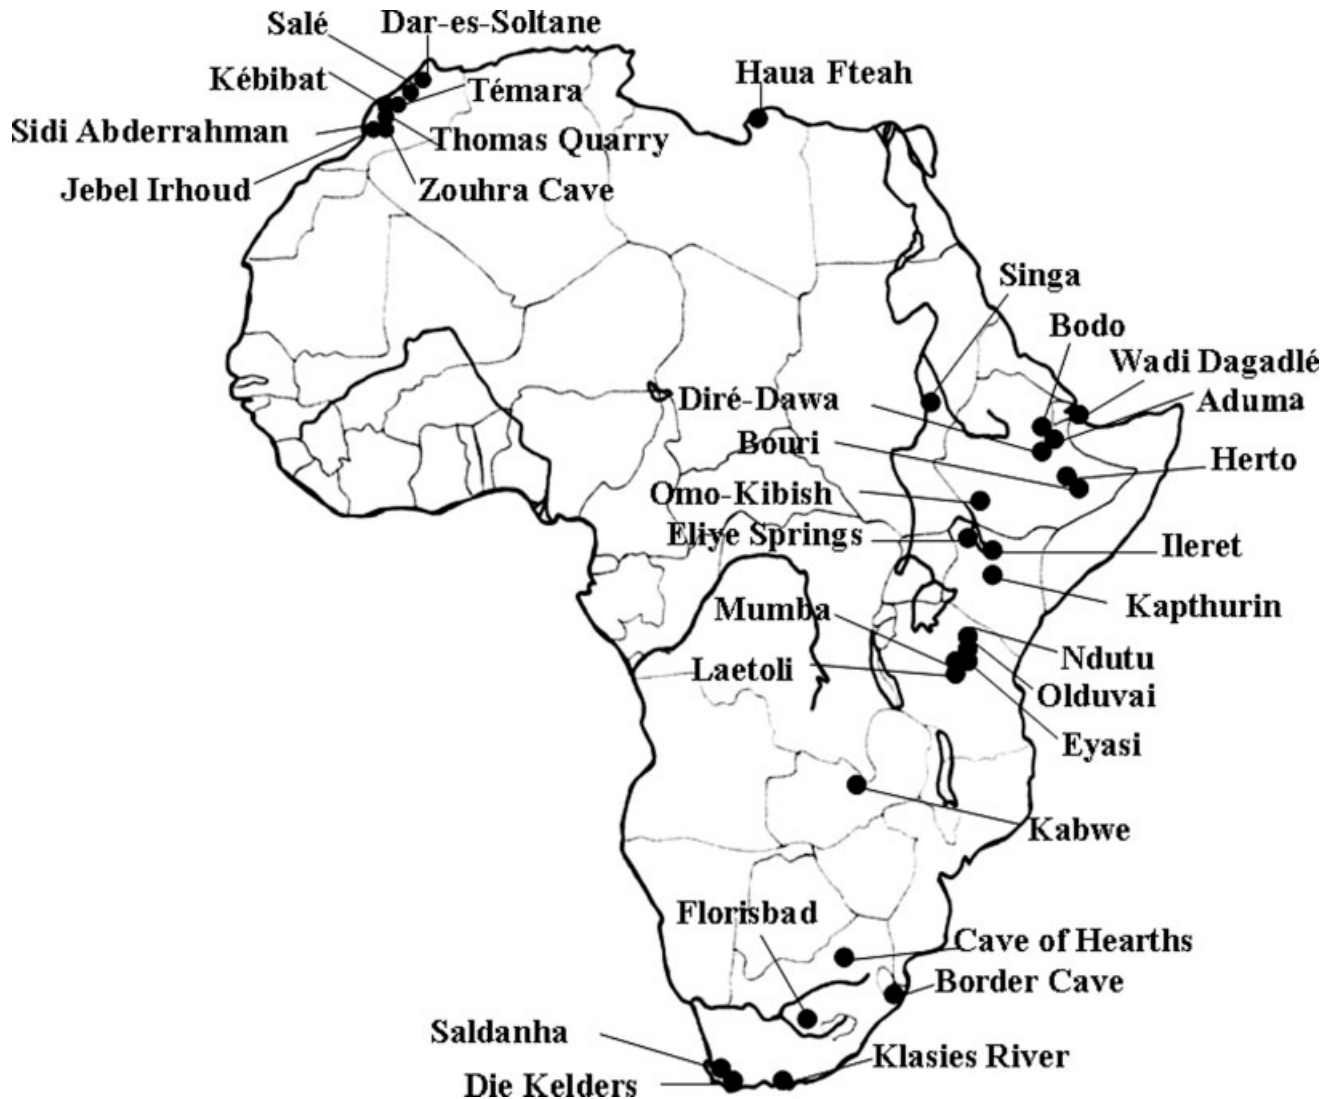 Dar-es-Soltane
Salé
Kébibat
Haua Fteah
Témara
Sidi Abderrahman
Thomas Quarry
Jebel Irhoud
Zouhra Cave
Singa
Bodo
Wadi Dagadlé
Diré-Dawa
Aduma
Bouri
Herto
Omo-Kibish
Eliye Springs
Ileret
Kapthurin
Mumba
Ndutu
Laetoli
Olduvai
Eyasi
Kabwe
Florisbad
Cave of Hearths
Border Cave
Saldanha
Klasies River
Die Kelders